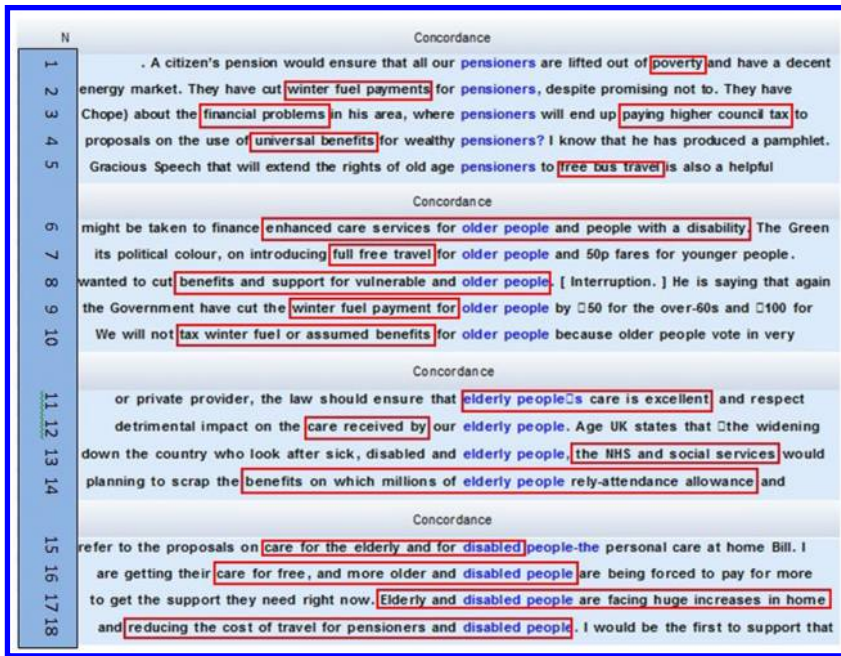 N Concordance
1 . A citizen's pension would ensure that all our pensioners are lifted out of poverty and have a decent
2 energy market. They have cut winter fuel payments for pensioners, despite promising not to. They have
3 Chope) about the financial problems in his area, where pensioners will end up paying higher council tax to
4 proposals on the use of universal benefits for wealthy pensioners? I know that he has produced a pamphlet.
5 Gracious Speech that will extend the rights of old age pensioners to free bus travel is also a helpful
Concordance
6 might be taken to finance enhanced care services for older people and people with a disability. The Green
7 its political colour, on introducing full free travel for older people and 50p fares for younger people.
8 wanted to cut benefits and support for vulnerable and older people. [ Interruption. ] He is saying that again
9 the Government have cut the winter fuel payment for older people by □50 for the over-60s and □100 for
10 We will not tax winter fuel or assumed benefits for older people because older people vote in very
Concordance
11 or private provider, the law should ensure that elderly people□s care is excellent and respect
12 detrimental impact on the care received by our elderly people. Age UK states that □the widening
13 down the country who look after sick, disabled and elderly people, the NHS and social services would
14 planning to scrap the benefits on which millions of elderly people rely-attendance allowance and
Concordance
15 refer to the proposals on care for the elderly and for disabled people-the personal care at home Bill. I
16 are getting their care for free, and more older and disabled people are being forced to pay for more
17 to get the support they need right now. Elderly and disabled people are facing huge increases in home
18 and reducing the cost of travel for pensioners and disabled people. I would be the first to support that